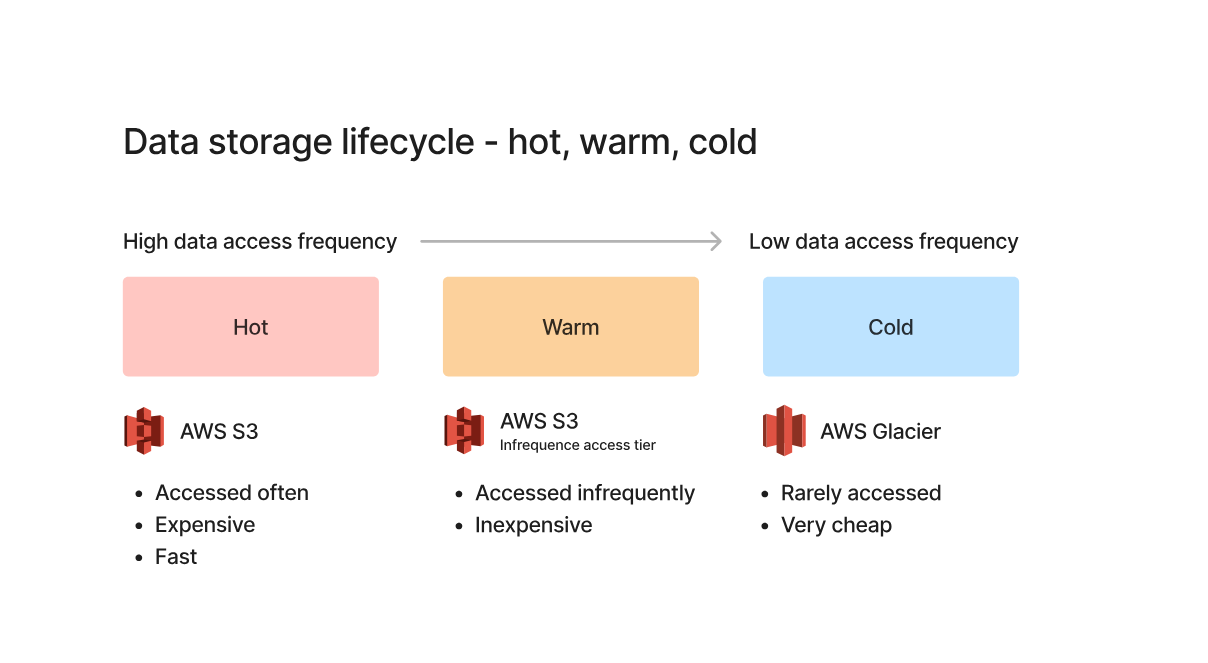 Data storage lifecycle - hot, warm, cold
High data access frequency
Low data access frequency
Hot
Warm
Cold
AWS S3
AWS S3
Infrequence access tier
AWS Glacier
• Accessed often
• Expensive
• Fast
• Accessed infrequently
• Inexpensive
• Rarely accessed
• Very cheap